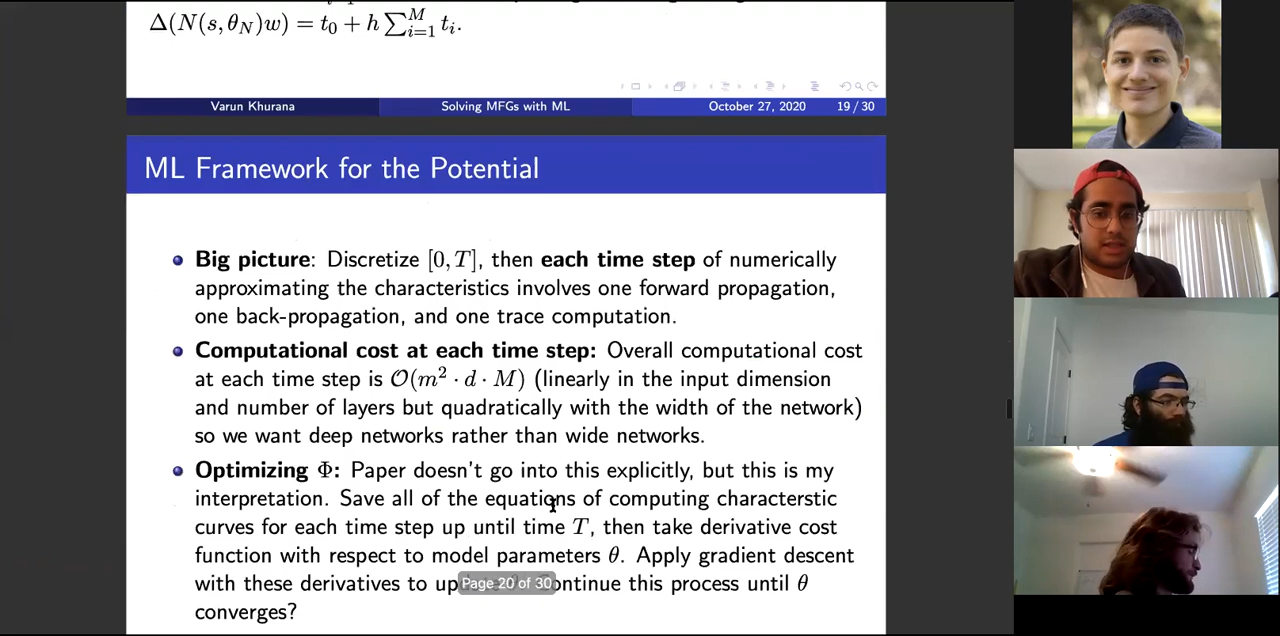 Δ(N(s, θ_N)w) = t₀ + h ∑ᵢ₌₁ᴹ tᵢ.
Varun Khurana Solving MFGs with ML October 27, 2020 19 / 30
ML Framework for the Potential
Big picture: Discretize [0, T], then each time step of numerically
approximating the characteristics involves one forward propagation,
one back-propagation, and one trace computation.
Computational cost at each time step: Overall computational cost
at each time step is O(m² · d · M) (linearly in the input dimension
and number of layers but quadratically with the width of the network)
so we want deep networks rather than wide networks.
Optimizing Φ: Paper doesn't go into this explicitly, but this is my
interpretation. Save all of the equations of computing characterstic
curves for each time step up until time T, then take derivative cost
function with respect to model parameters θ. Apply gradient descent
with these derivatives to up Page 20 of 30 ontinue this process until θ
converges?